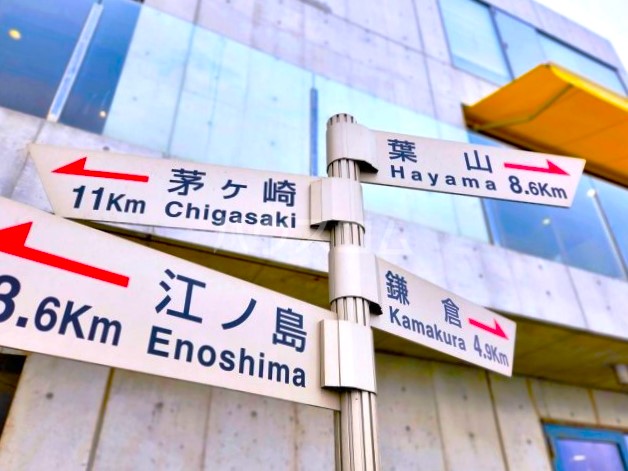 葉山
Hayama 8.6Km
茅ヶ崎
11Km Chigasaki
鎌倉
Kamakura 4.9Km
江ノ島
3.6Km Enoshima